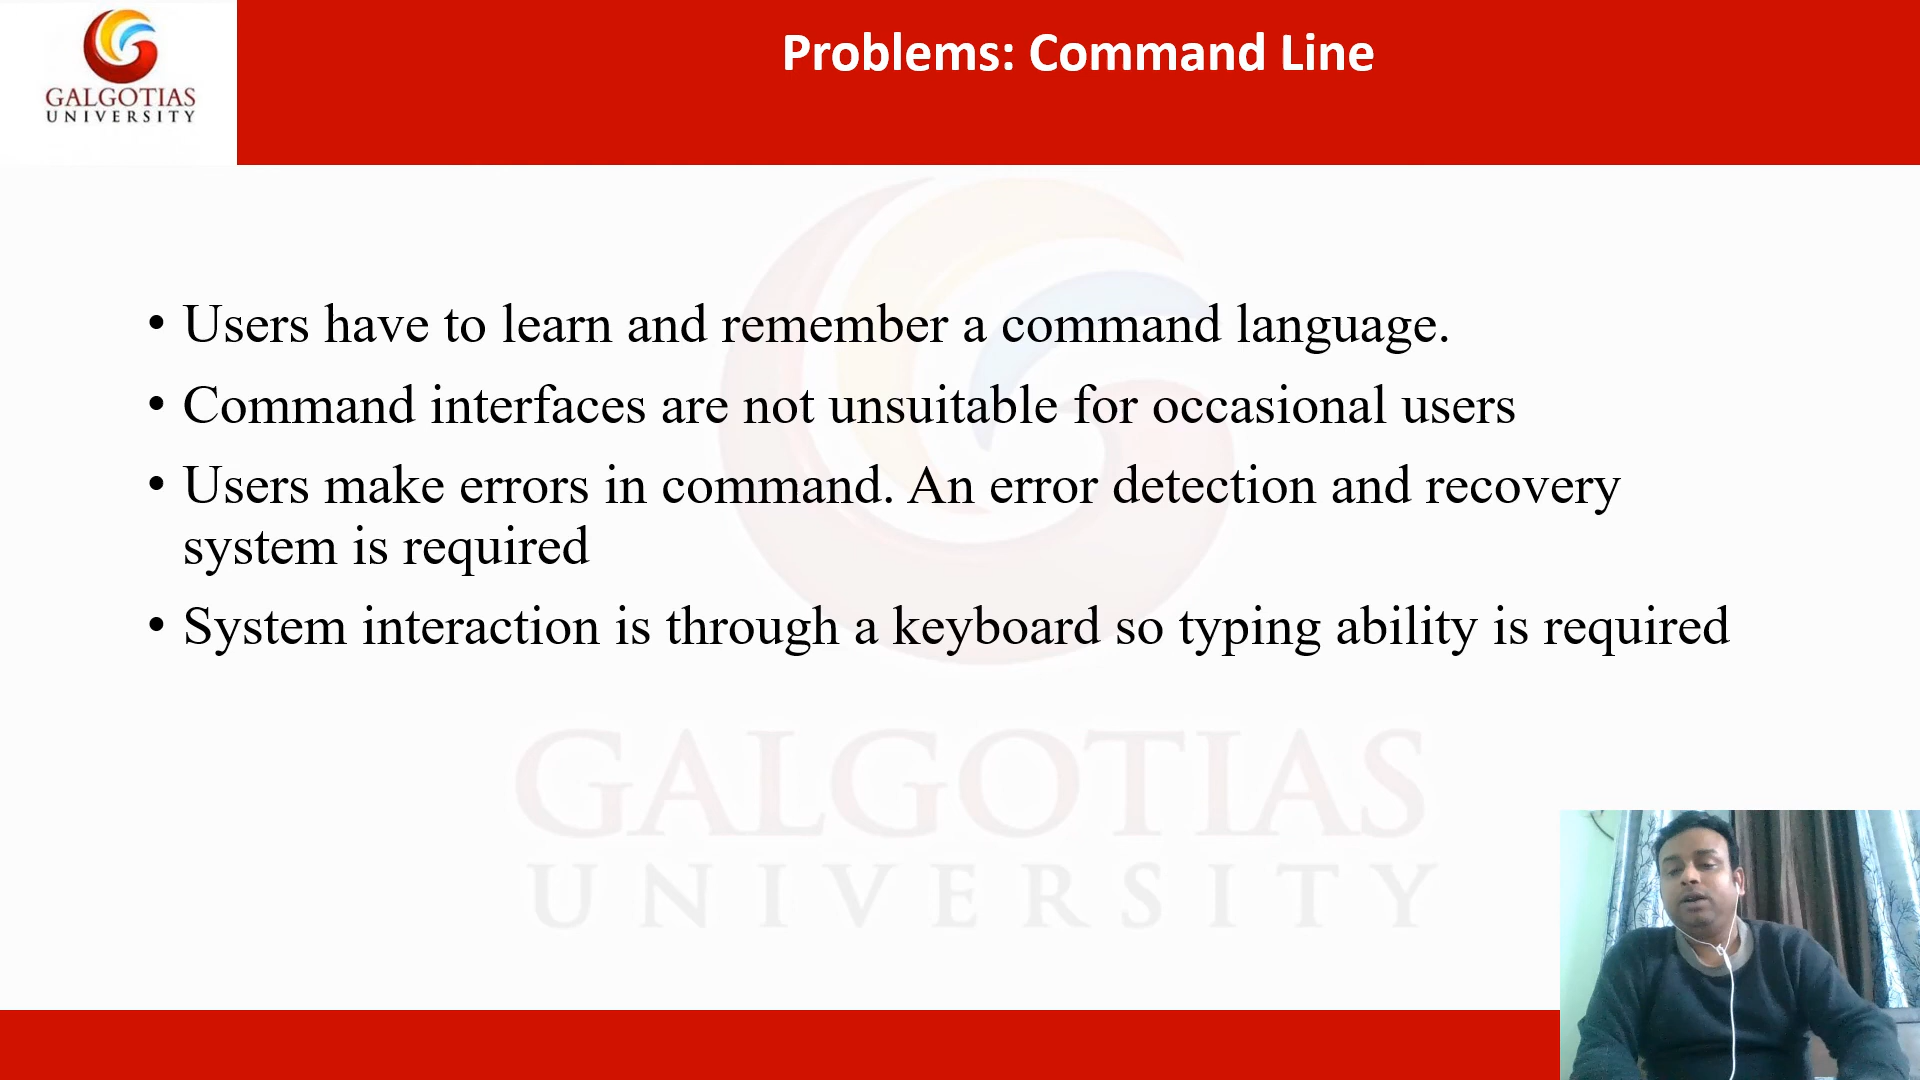 GALGOTIAS
UNIVERSITY
Problems: Command Line
• Users have to learn and remember a command language.
• Command interfaces are not unsuitable for occasional users
• Users make errors in command. An error detection and recovery
system is required
• System interaction is through a keyboard so typing ability is required
GALGOTIAS
UNIVERSITY